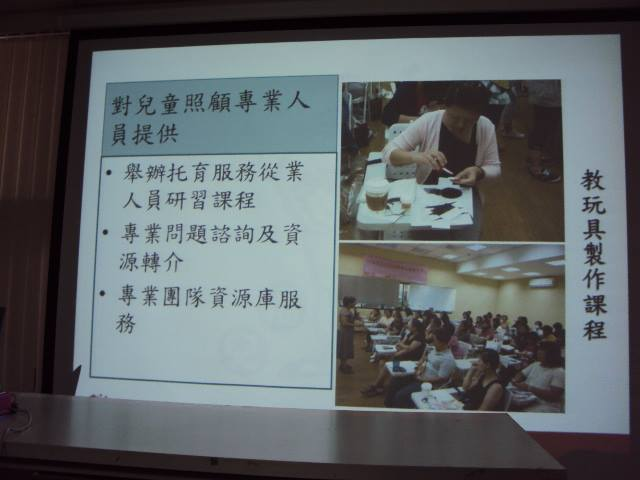 對兒童照顧專業人
員提供
• 舉辦托育服務從業
人員研習課程
• 專業問題諮詢及資
源轉介
• 專業團隊資源庫服
務
教玩具製作課程